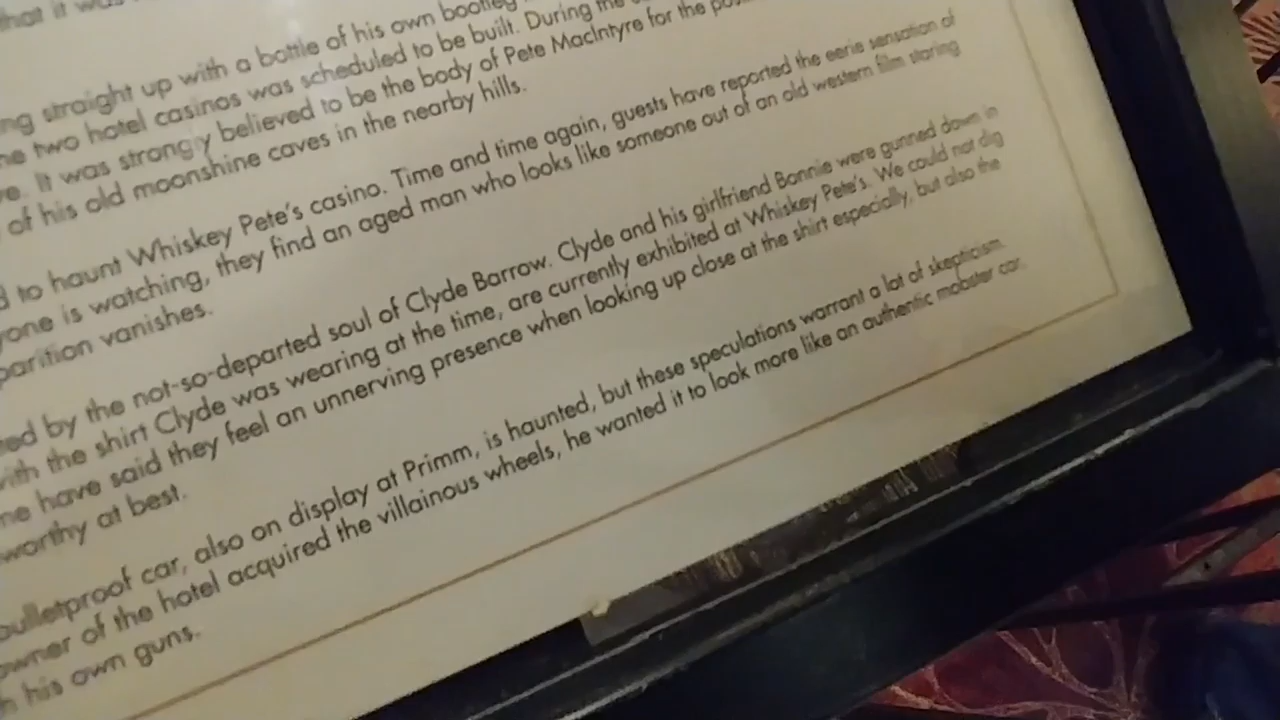 that it was
ng straight up with a bottle of his own bootleg
he two hotel casinos was scheduled to be built. During the
re. It was strongly believed to be the body of Pete MacIntyre for the
of his old moonshine caves in the nearby hills.
d to haunt Whiskey Pete's casino. Time and time again, guests have reported the eerie sensation of
yone is watching, they find an aged man who looks like someone out of an old western film staring
parition vanishes.
ted by the not-so-departed soul of Clyde Barrow. Clyde and his girlfriend Bonnie were gunned down in
with the shirt Clyde was wearing at the time, are currently exhibited at Whiskey Pete's. We could not dig
me have said they feel an unnerving presence when looking up close at the shirt especially, but also the
worthy at best.
bulletproof car, also on display at Primm, is haunted, but these speculations warrant a lot of skepticism.
owner of the hotel acquired the villainous wheels, he wanted it to look more like an authentic mobster car.
h his own guns.